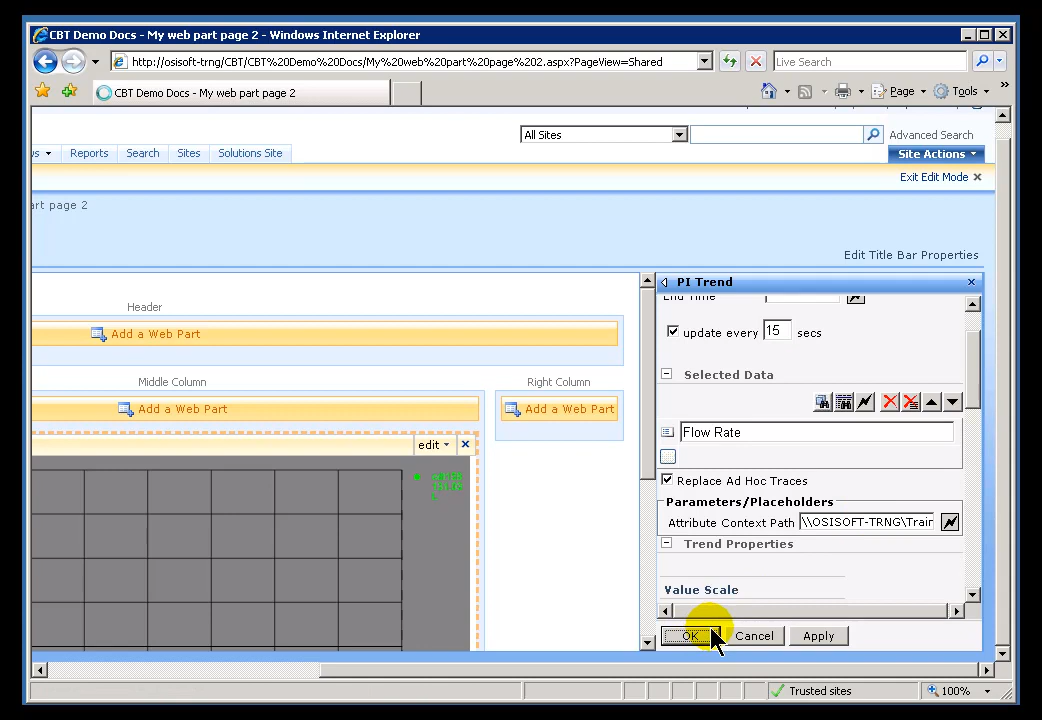 CBT Demo Docs - My web part page 2 - Windows Internet Explorer
http://osisoft-trng/CBT/CBT%20Demo%20Docs/My%20web%20part%20page%202.aspx?PageView=Shared
Live Search
CBT Demo Docs - My web part page 2
Page
Tools
All Sites
Advanced Search
Reports
Search
Sites
Solutions Site
Site Actions
Exit Edit Mode
art page 2
Edit Title Bar Properties
PI Trend
End Time
update every 15 secs
Selected Data
Flow Rate
Replace Ad Hoc Traces
Parameters/Placeholders
Attribute Context Path \\OSISOFT-TRNG\Train
Trend Properties
Value Scale
OK
Cancel
Apply
Header
Add a Web Part
Middle Column
Right Column
Add a Web Part
Add a Web Part
edit
Trusted sites
100%